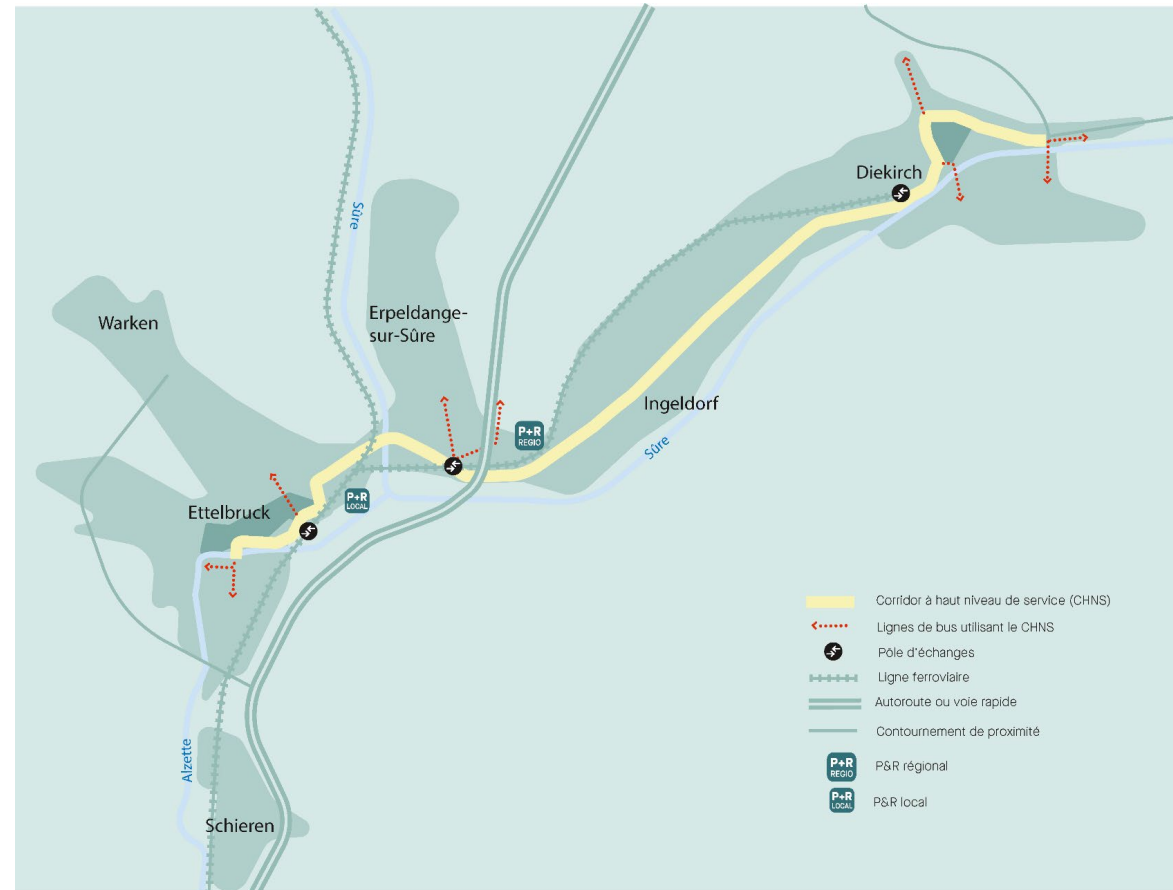 Diekirch
Sûre
Erpeldange-
sur-Sûre
Warken
P+R
REGIO
Ingeldorf
Sûre
P+R
LOCAL
Ettelbruck
Alzette
Schieren
Corridor à haut niveau de service (CHNS)
Lignes de bus utilisant le CHNS
Pôle d'échanges
Ligne ferroviaire
Autoroute ou voie rapide
Contournement de proximité
P+R
REGIO
P&R régional
P+R
LOCAL
P&R local